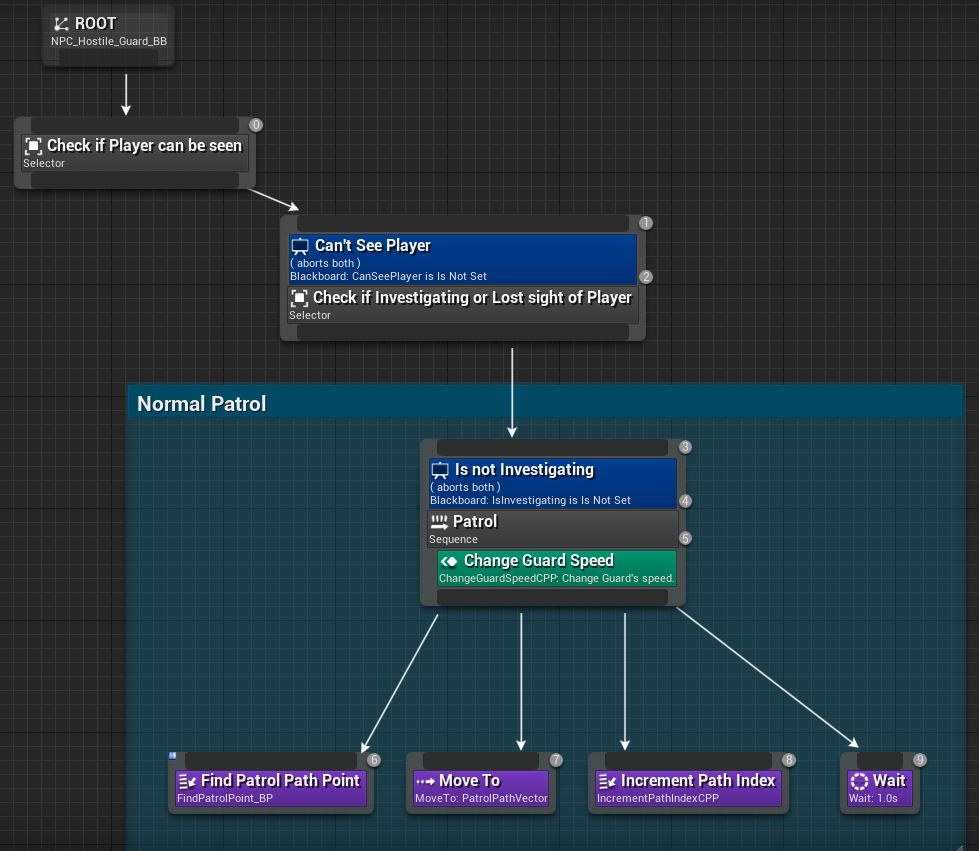 ROOT
NPC_Hostile_Guard_BB
0
Check if Player can be seen
Selector
1
Can't See Player
( aborts both )
Blackboard: CanSeePlayer is Is Not Set
2
Check if Investigating or Lost sight of Player
Selector
Normal Patrol
3
Is not Investigating
( aborts both )
Blackboard: IsInvestigating is Is Not Set
4
Patrol
Sequence
5
Change Guard Speed
ChangeGuardSpeedCPP: Change Guard's speed.
6
Find Patrol Path Point
FindPatrolPoint_BP
7
Move To
MoveTo: PatrolPathVector
8
Increment Path Index
IncrementPathIndexCPP
9
Wait
Wait: 1.0s